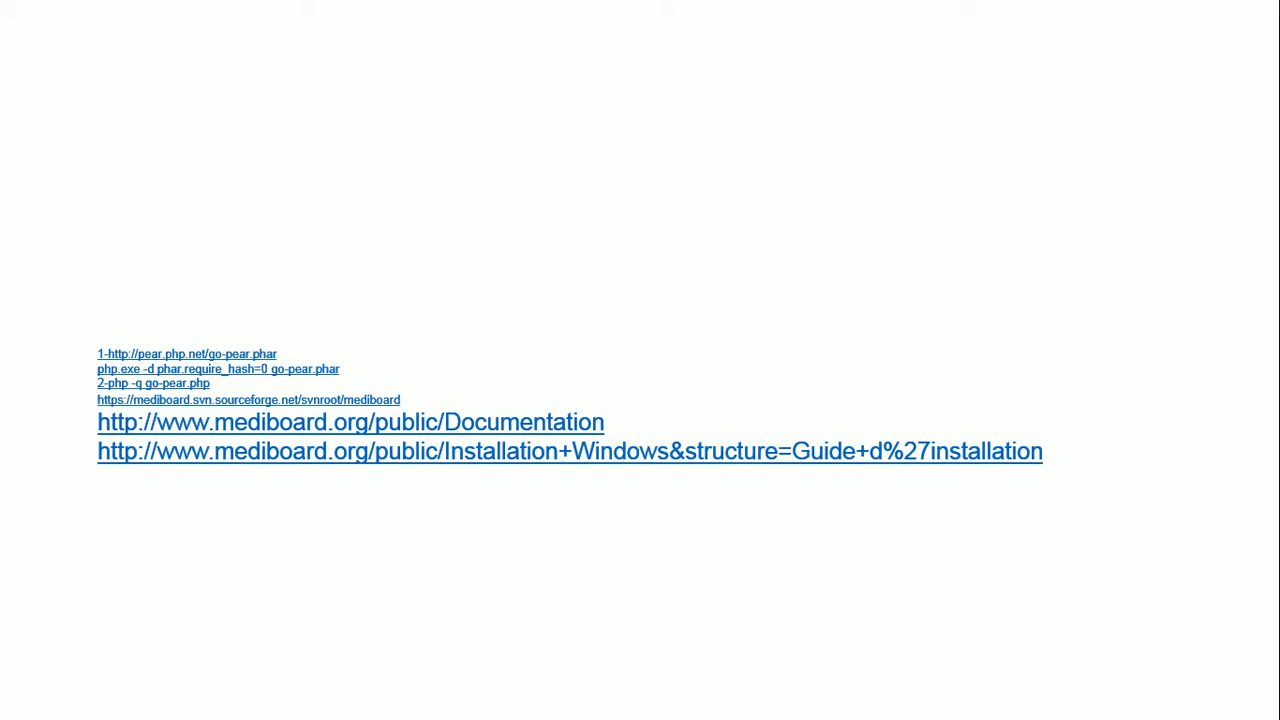 1-http://pear.php.net/go-pear.phar
php.exe -d phar.require_hash=0 go-pear.phar
2-php -q go-pear.php
https://mediboard.svn.sourceforge.net/svnroot/mediboard
http://www.mediboard.org/public/Documentation
http://www.mediboard.org/public/Installation+Windows&structure=Guide+d%27installation